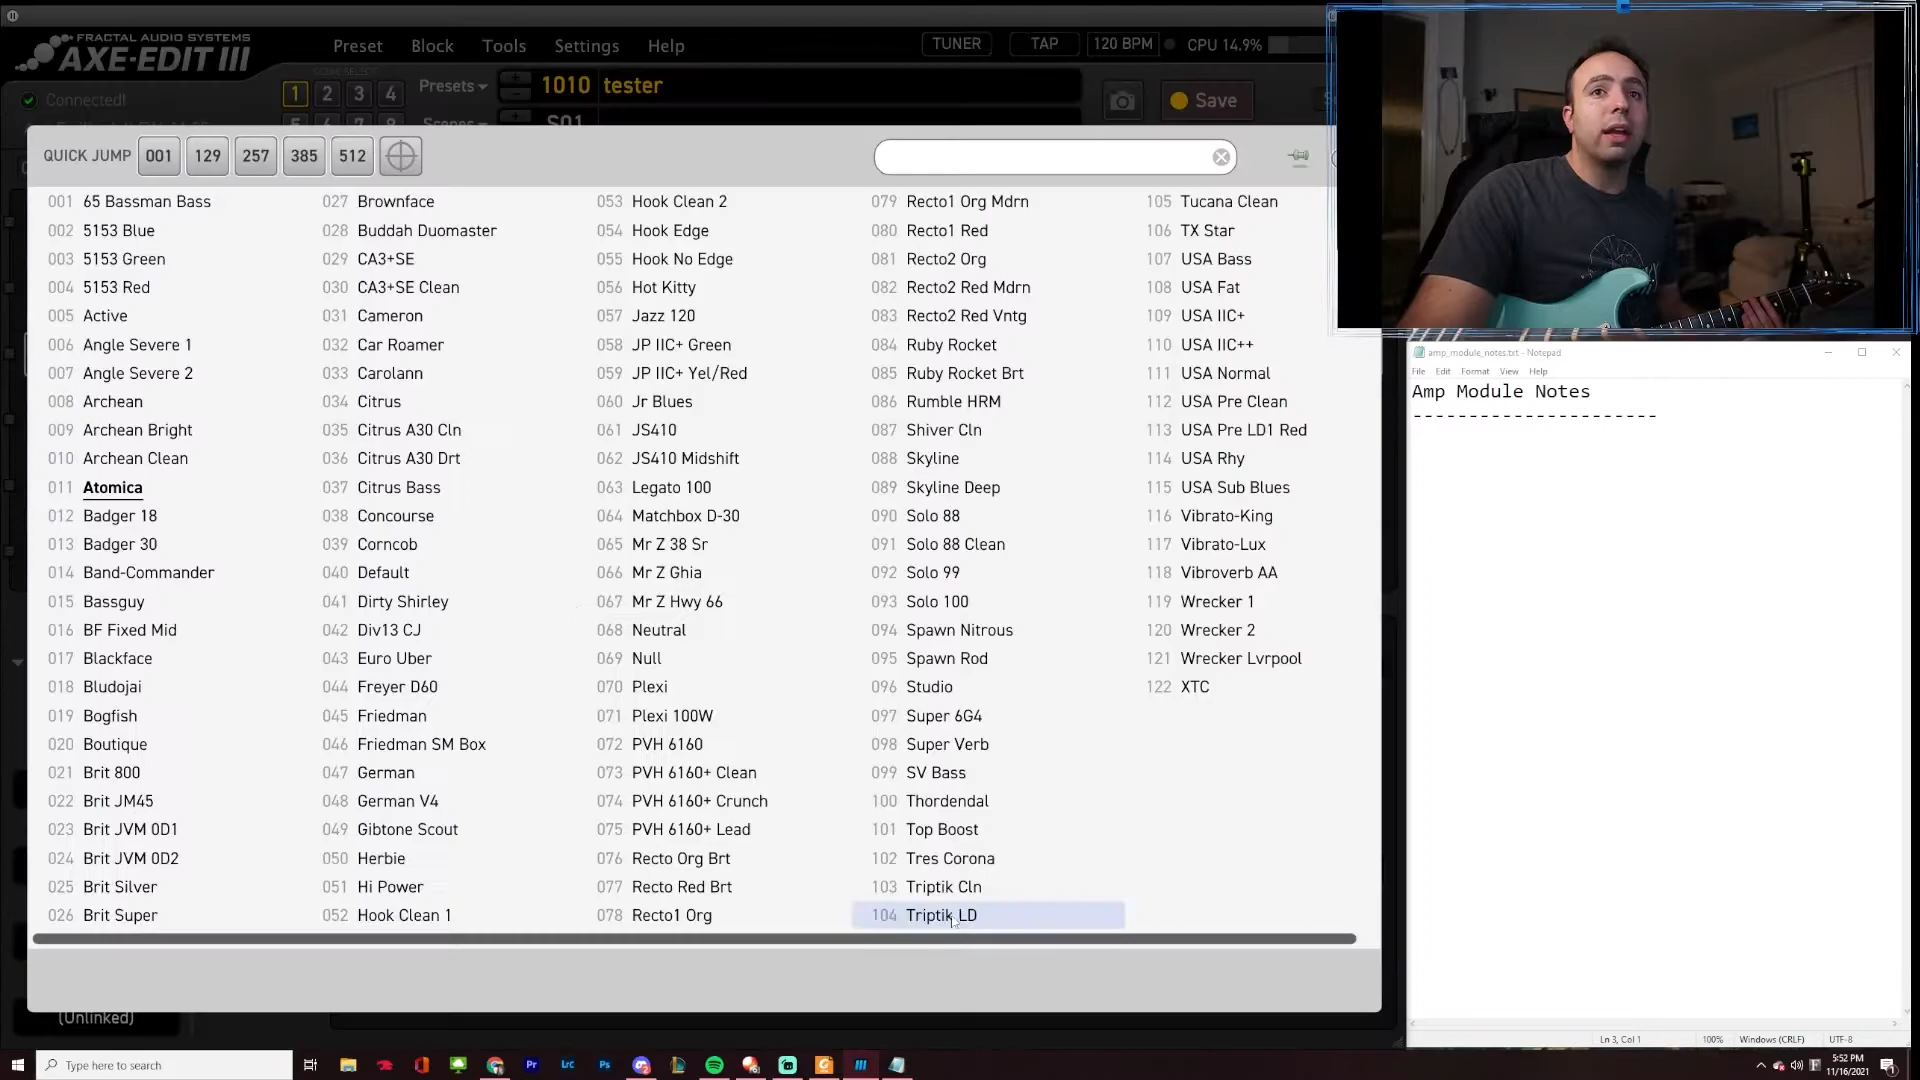 FRACTAL AUDIO SYSTEMS
AXE-EDIT III
Preset
Block
Tools
Settings
Help
TUNER
TAP
120 BPM
CPU 14.9%
Connected!
1 2 3 4
Presets
1010 tester
Save
Scenes
S01
QUICK JUMP 001 129 257 385 512
001 65 Bassman Bass
002 5153 Blue
003 5153 Green
004 5153 Red
005 Active
006 Angle Severe 1
007 Angle Severe 2
008 Archean
009 Archean Bright
010 Archean Clean
011 Atomica
012 Badger 18
013 Badger 30
014 Band-Commander
015 Bassguy
016 BF Fixed Mid
017 Blackface
018 Bludojai
019 Bogfish
020 Boutique
021 Brit 800
022 Brit JM45
023 Brit JVM OD1
024 Brit JVM OD2
025 Brit Silver
026 Brit Super
027 Brownface
028 Buddah Duomaster
029 CA3+SE
030 CA3+SE Clean
031 Cameron
032 Car Roamer
033 Carolann
034 Citrus
035 Citrus A30 Cln
036 Citrus A30 Drt
037 Citrus Bass
038 Concourse
039 Corncob
040 Default
041 Dirty Shirley
042 Div13 CJ
043 Euro Uber
044 Freyer D60
045 Friedman
046 Friedman SM Box
047 German
048 German V4
049 Gibtone Scout
050 Herbie
051 Hi Power
052 Hook Clean 1
053 Hook Clean 2
054 Hook Edge
055 Hook No Edge
056 Hot Kitty
057 Jazz 120
058 JP IIC+ Green
059 JP IIC+ Yel/Red
060 Jr Blues
061 JS410
062 JS410 Midshift
063 Legato 100
064 Matchbox D-30
065 Mr Z 38 Sr
066 Mr Z Ghia
067 Mr Z Hwy 66
068 Neutral
069 Null
070 Plexi
071 Plexi 100W
072 PVH 6160
073 PVH 6160+ Clean
074 PVH 6160+ Crunch
075 PVH 6160+ Lead
076 Recto Org Brt
077 Recto Red Brt
078 Recto1 Org
079 Recto1 Org Mdrn
080 Recto1 Red
081 Recto2 Org
082 Recto2 Red Mdrn
083 Recto2 Red Vntg
084 Ruby Rocket
085 Ruby Rocket Brt
086 Rumble HRM
087 Shiver Cln
088 Skyline
089 Skyline Deep
090 Solo 88
091 Solo 88 Clean
092 Solo 99
093 Solo 100
094 Spawn Nitrous
095 Spawn Rod
096 Studio
097 Super 6G4
098 Super Verb
099 SV Bass
100 Thordendal
101 Top Boost
102 Tres Corona
103 Triptik Cln
104 Triptik LD
105 Tucana Clean
106 TX Star
107 USA Bass
108 USA Fat
109 USA IIC+
110 USA IIC++
111 USA Normal
112 USA Pre Clean
113 USA Pre LD1 Red
114 USA Rhy
115 USA Sub Blues
116 Vibrato-King
117 Vibrato-Lux
118 Vibroverb AA
119 Wrecker 1
120 Wrecker 2
121 Wrecker Lvrpool
122 XTC
(Unlinked)
amp_module_notes.txt - Notepad
File Edit Format View Help
Amp Module Notes
----------------------
Ln 3, Col 1 100% Windows (CRLF) UTF-8
Type here to search
Pr
Lrc
Ps
5:52 PM
11/16/2021